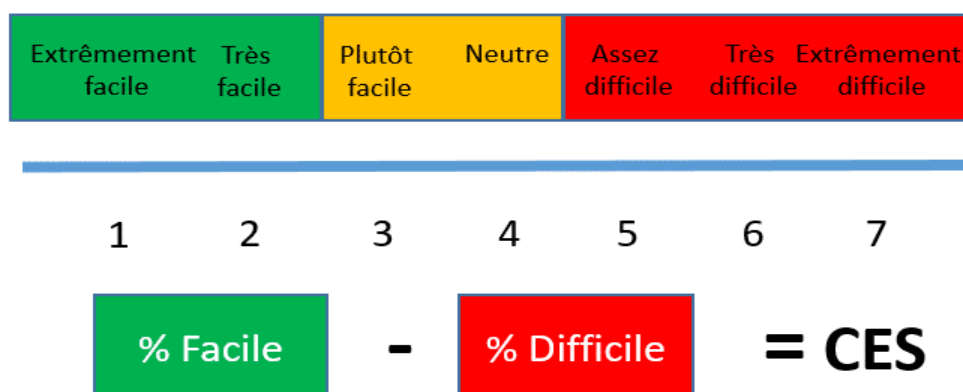 Extrêmement facile
Très facile
Plutôt facile
Neutre
Assez difficile
Très difficile
Extrêmement difficile
1 2 3 4 5 6 7
% Facile - % Difficile = CES